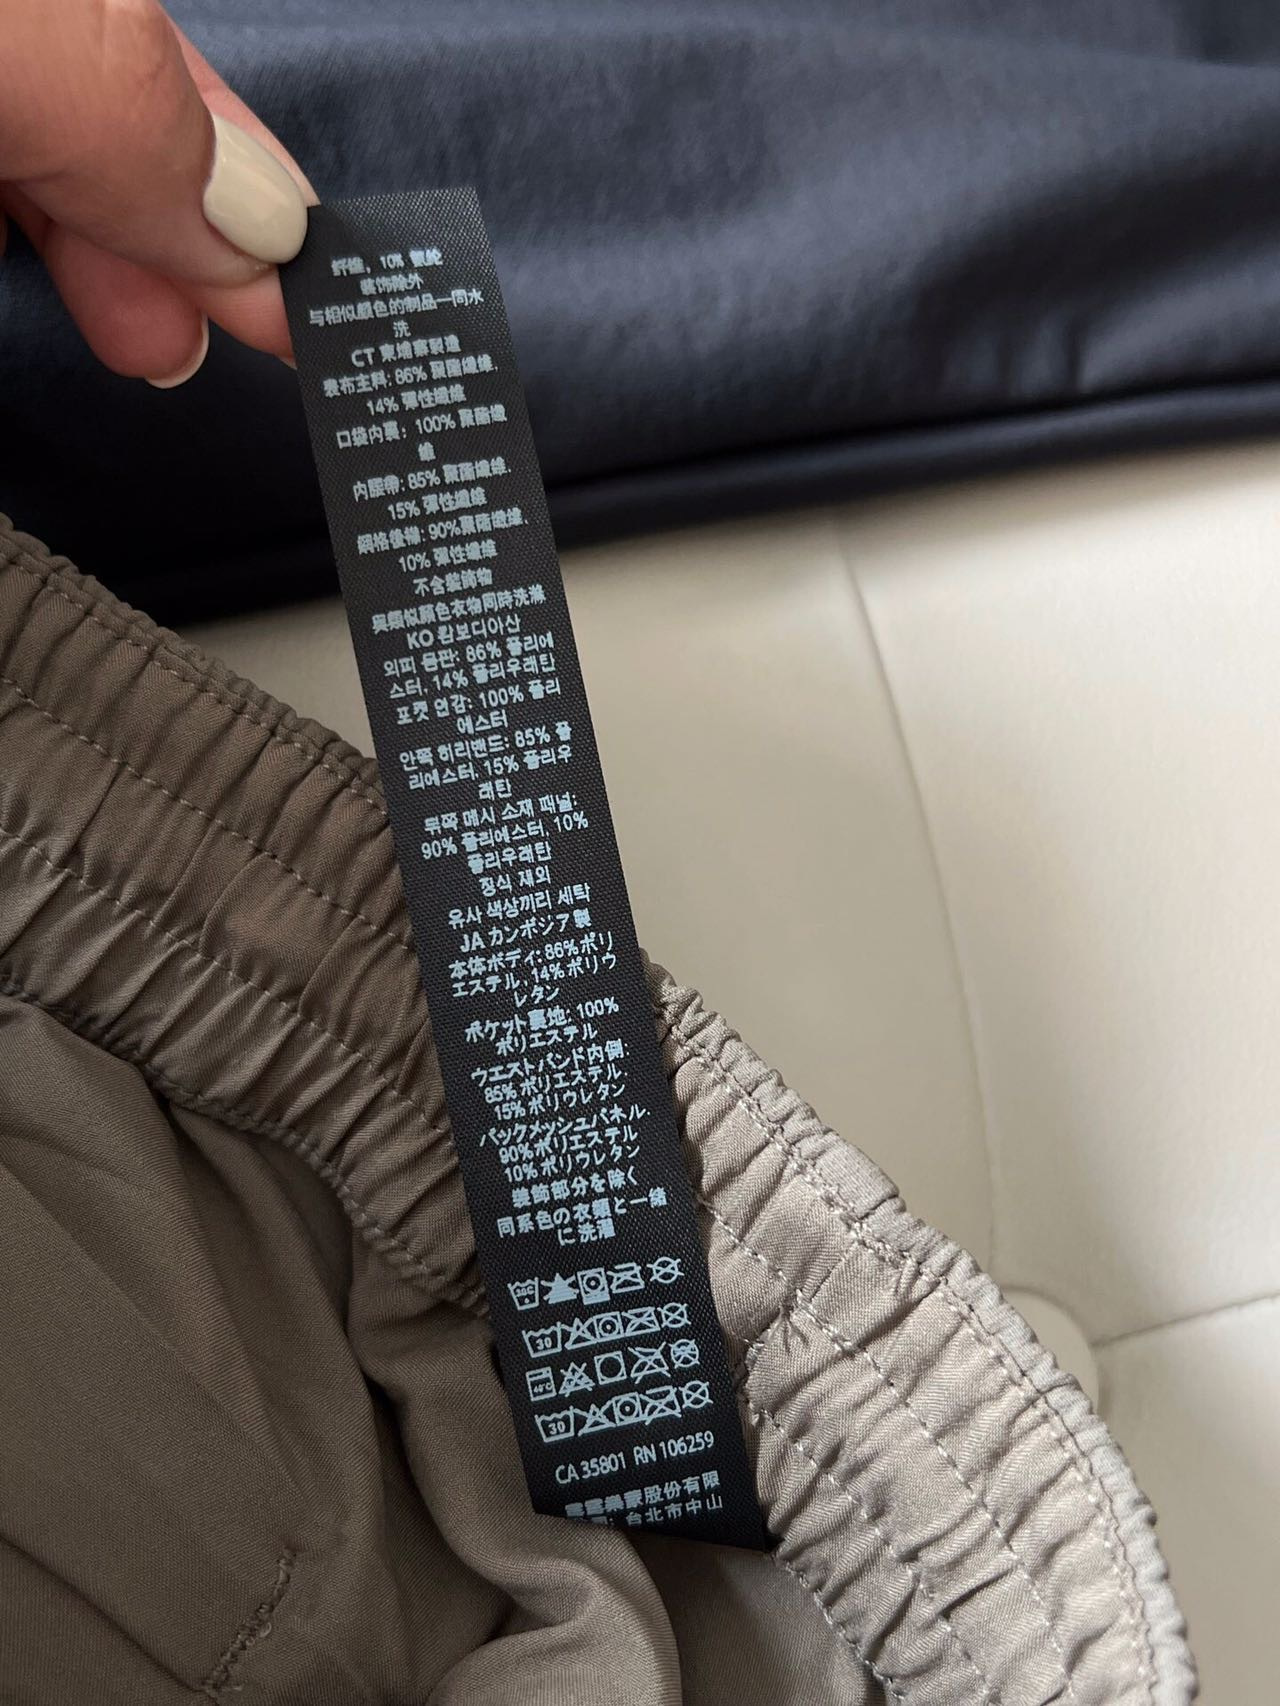 纤维, 10% 氨纶
装饰除外
与相似颜色的制品一同水
洗
CT 柬埔寨製造
表布主料: 86% 聚酯纖維.
14% 彈性纖維
口袋內裏: 100% 聚酯纖
維
內腰帶: 85% 聚酯纖維.
15% 彈性纖維
網格後物: 90%聚酯纖維.
10% 彈性纖維
不含裝飾物
與類似顏色衣物同時洗滌
KO 캄보디아산
외피 몸판: 86% 폴리에
스터, 14% 폴리우레탄
포켓 안감: 100% 폴리
에스터
안쪽 허리밴드: 85% 폴
리에스터, 15% 폴리우
레탄
뒤쪽 메시 소재 패널:
90% 폴리에스터, 10%
폴리우레탄
장식 제외
유사 색상끼리 세탁
JA カンボジア製
本体ボディ: 86%ポリ
エステル, 14%ポリウ
レタン
ポケット裏地: 100%
ポリエステル
ウエストバンド内側:
85% ポリエステル
15% ポリウレタン
バックメッシュパネル.
90%ポリエステル
10% ポリウレタン
装飾部分を除く
同系色の衣類と一緒
に洗濯
30C
30
40°C
30
CA 35801 RN 106259
股份有限
台北市中山